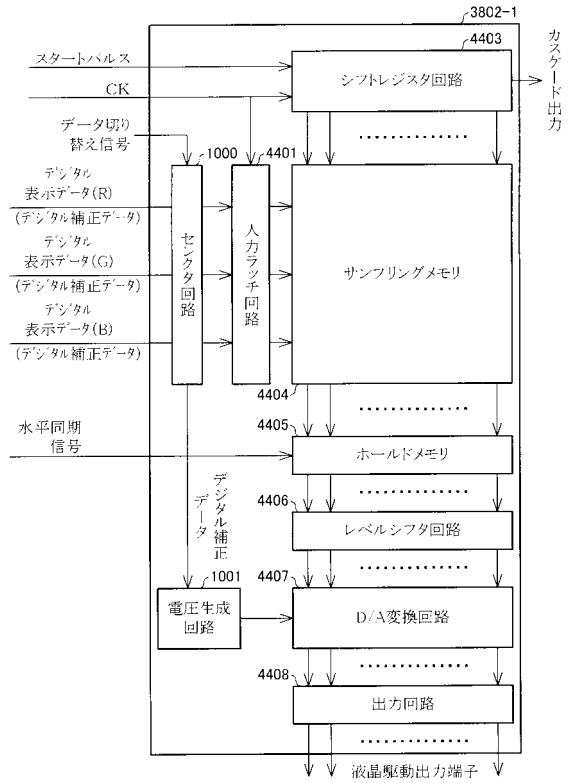 3802-1
4403
スタートパルス
シフトレジスタ回路
カスケード出力
CK
データ切り
替え信号
1000
4401
デジタル
表示データ(R)
(デジタル補正データ)
デジタル
表示データ(G)
(デジタル補正データ)
デジタル
表示データ(B)
(デジタル補正データ)
センクタ回路
人力ラッチ回路
サンプリングメモリ
4404
4405
水平同期
信号
ホールドメモリ
4406
デジタル補正
データ
レベルシフタ回路
4407
1001
電圧生成
回路
D/A変換回路
4408
出力回路
液晶駆動出力端子